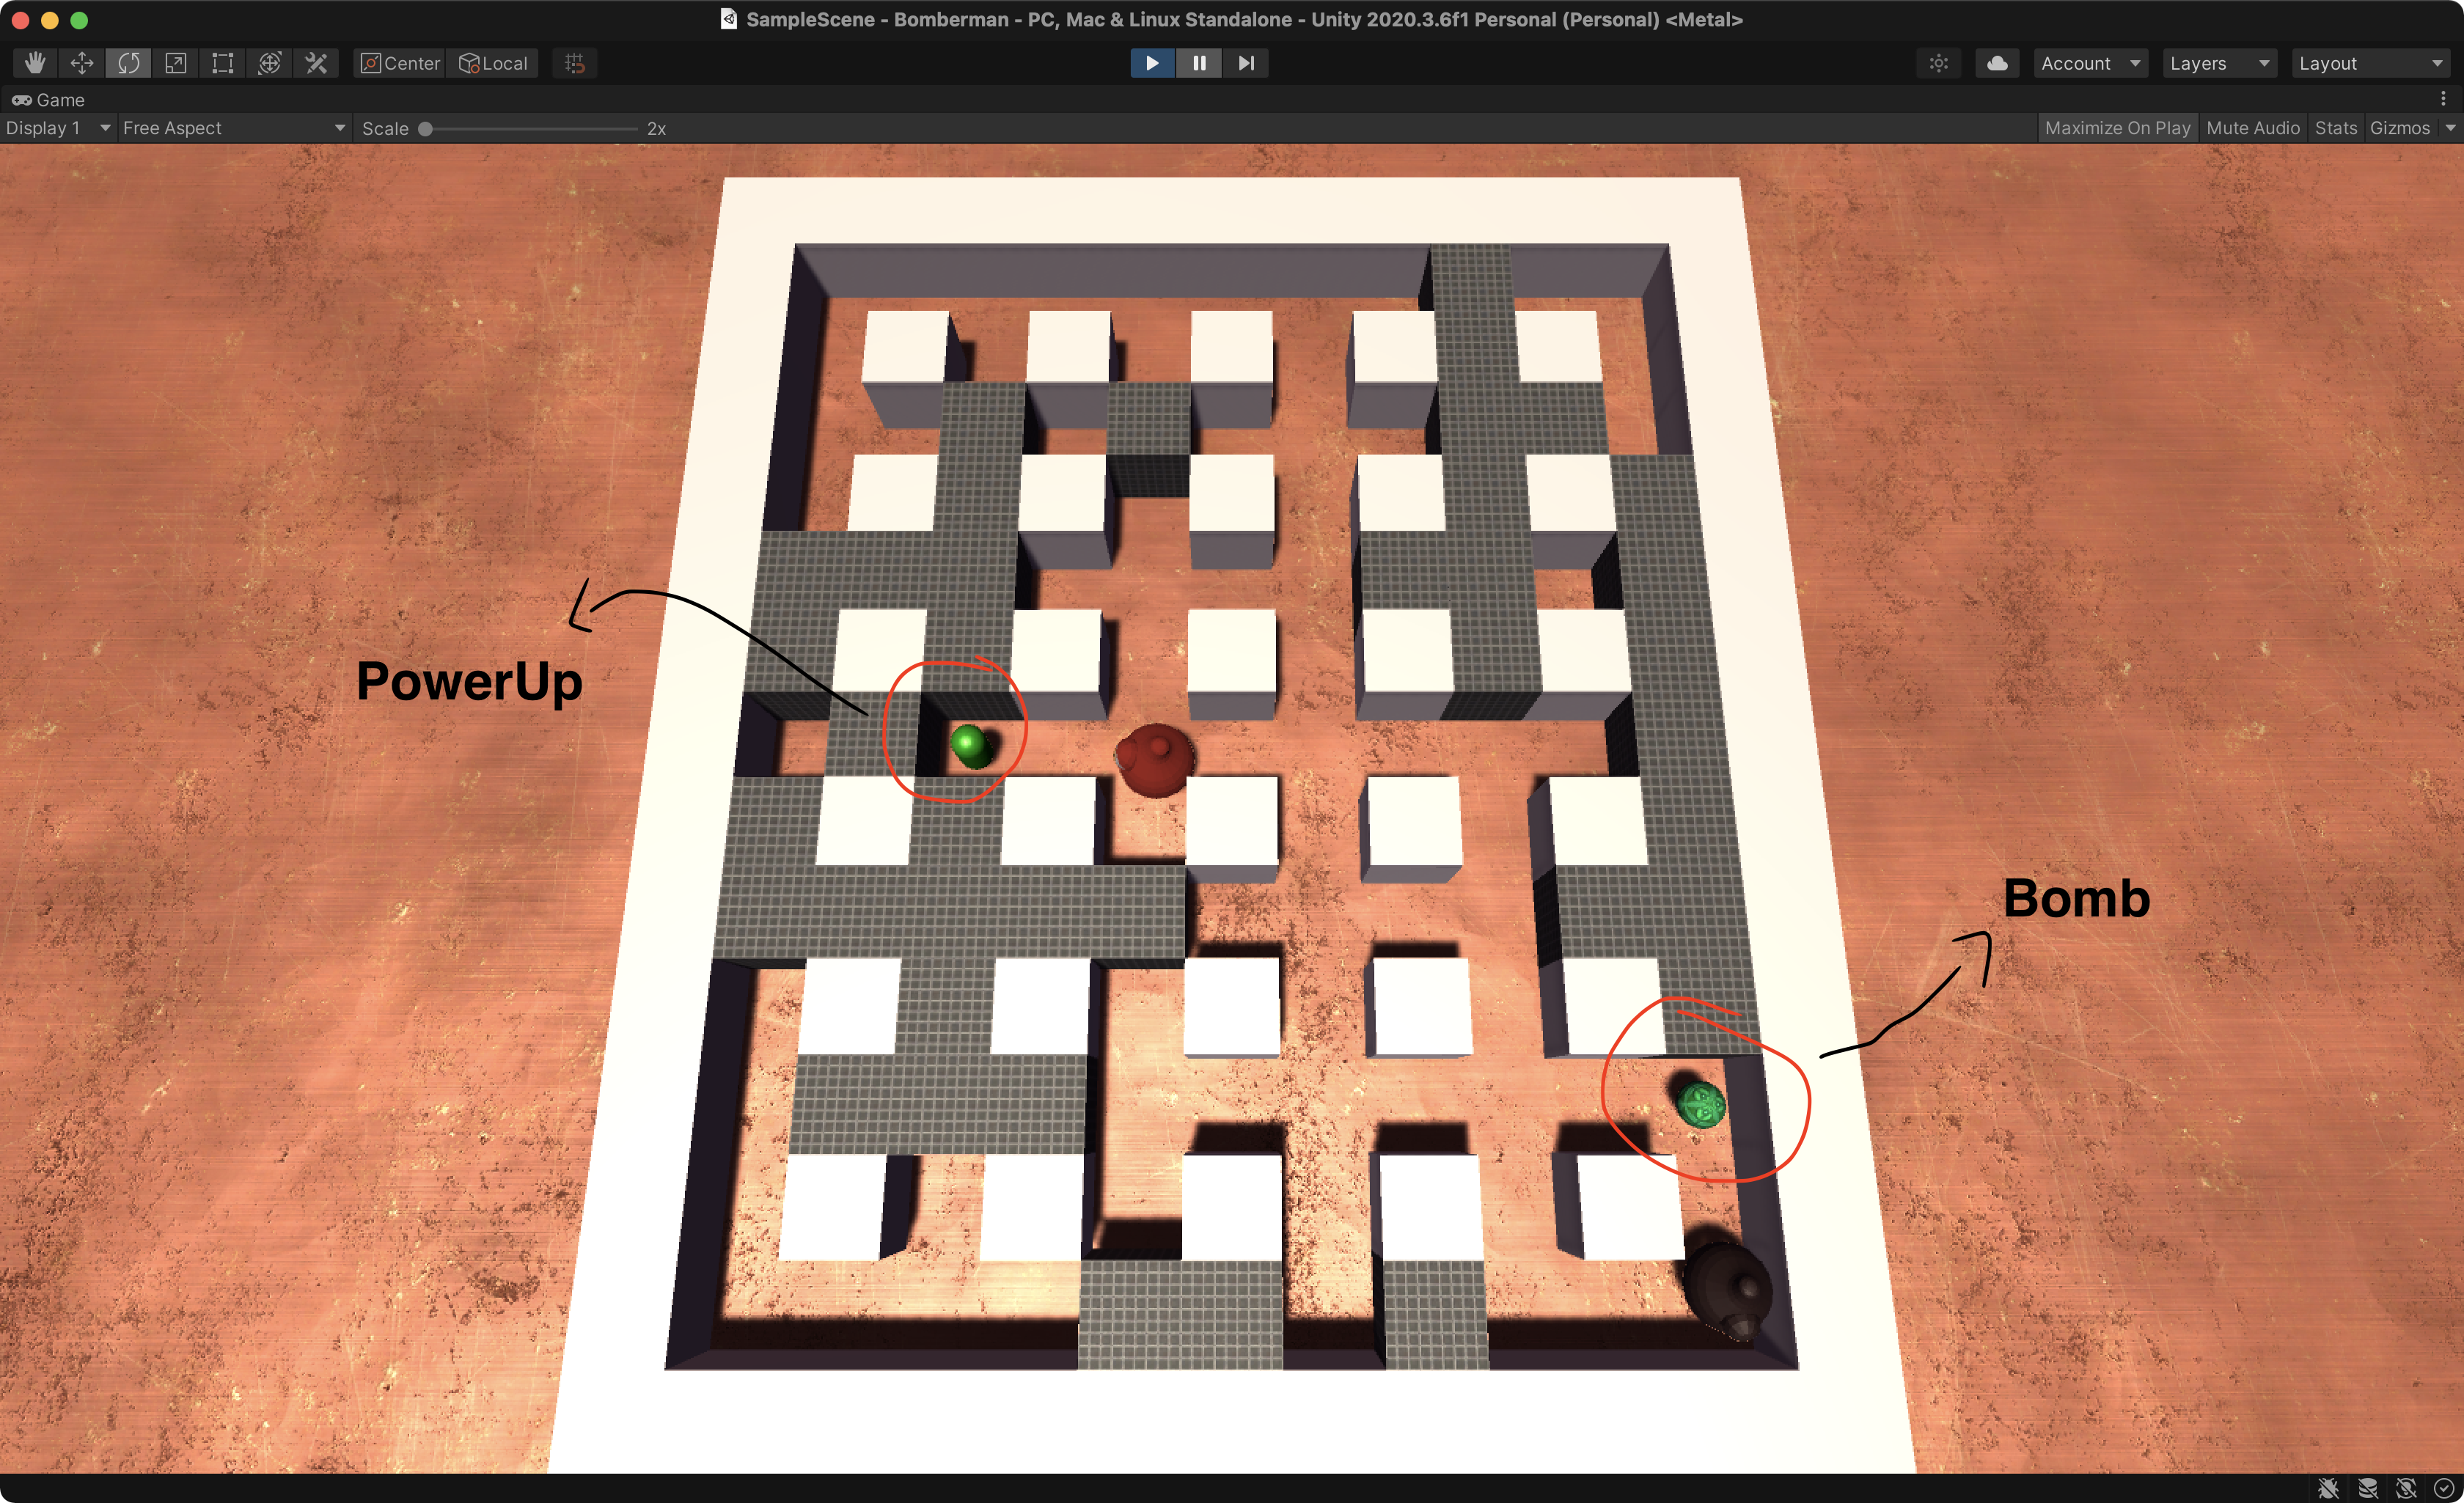 SampleScene - Bomberman - PC, Mac & Linux Standalone - Unity 2020.3.6f1 Personal (Personal) <Metal>
Center Local Account Layers Layout
Game
Display 1 Free Aspect Scale 2x Maximize On Play Mute Audio Stats Gizmos
PowerUp
Bomb